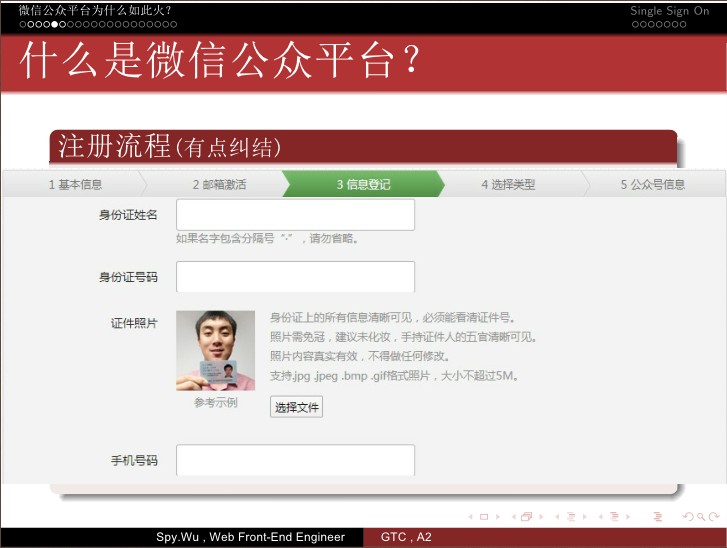 微信公众平台为什么如此火？
Single Sign On
什么是微信公众平台？
注册流程(有点纠结)
1 基本信息 2 邮箱激活 3 信息登记 4 选择类型 5 公众号信息
身份证姓名
如果名字包含分隔号“·”，请勿省略。
身份证号码
证件照片
身份证上的所有信息清晰可见，必须能看清证件号。
照片需免冠，建议未化妆，手持证件人的五官清晰可见。
照片内容真实有效，不得做任何修改。
支持.jpg .jpeg .bmp .gif格式照片，大小不超过5M。
参考示例
选择文件
手机号码
Spy.Wu , Web Front-End Engineer
GTC , A2